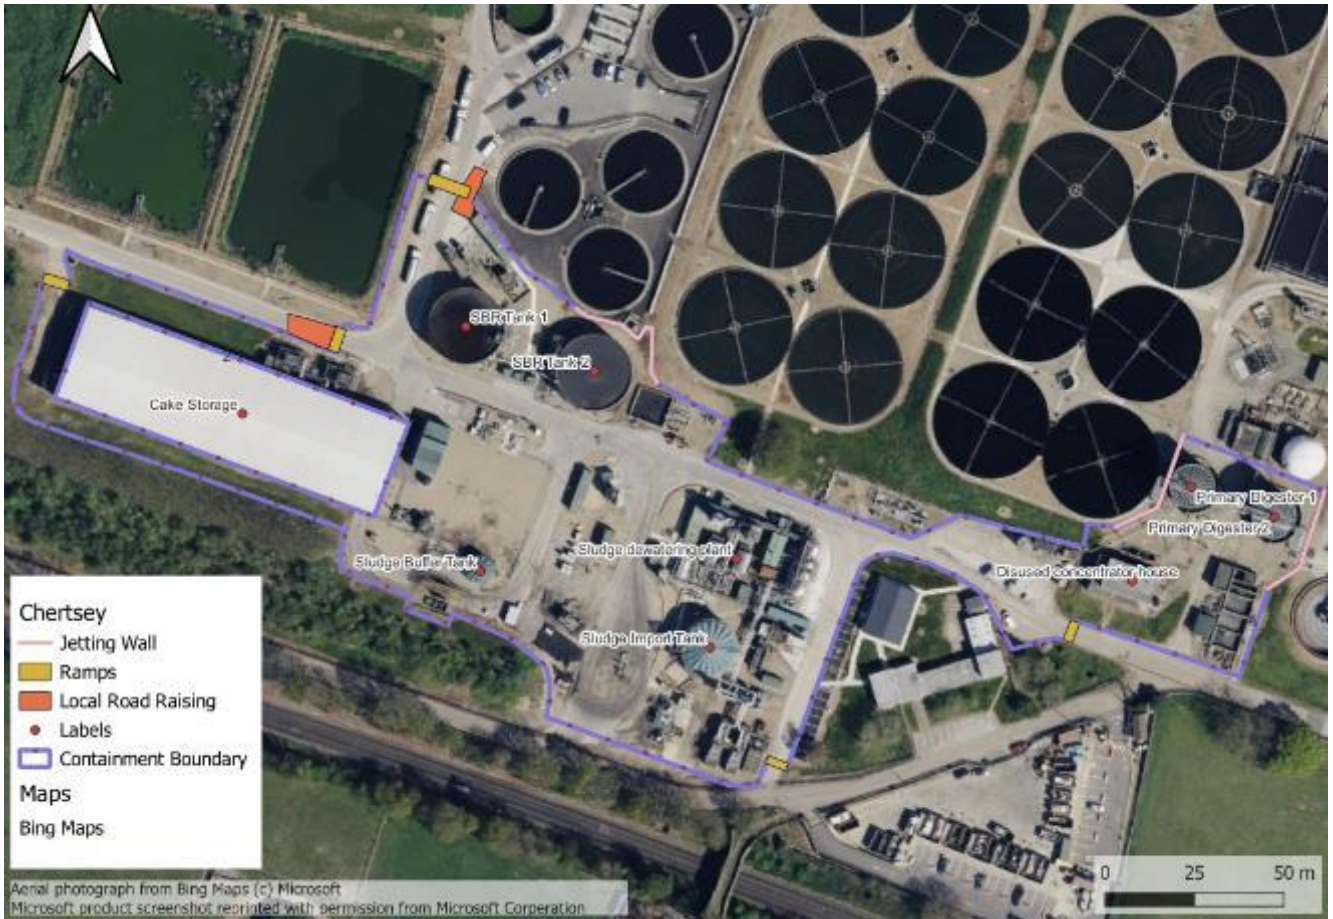 SBR Tank 1
SBR Tank 2
Cake Storage
Primary Digester 1
Primary Digester 2
Sludge dewatering plant
Sludge Buffer Tank
Disused concentrator house
Sludge Import Tank
Chertsey
Jetting Wall
Ramps
Local Road Raising
Labels
Containment Boundary
Maps
Bing Maps
0 25 50 m
Aerial photograph from Bing Maps (c) Microsoft
Microsoft product screenshot reprinted with permission from Microsoft Corporation